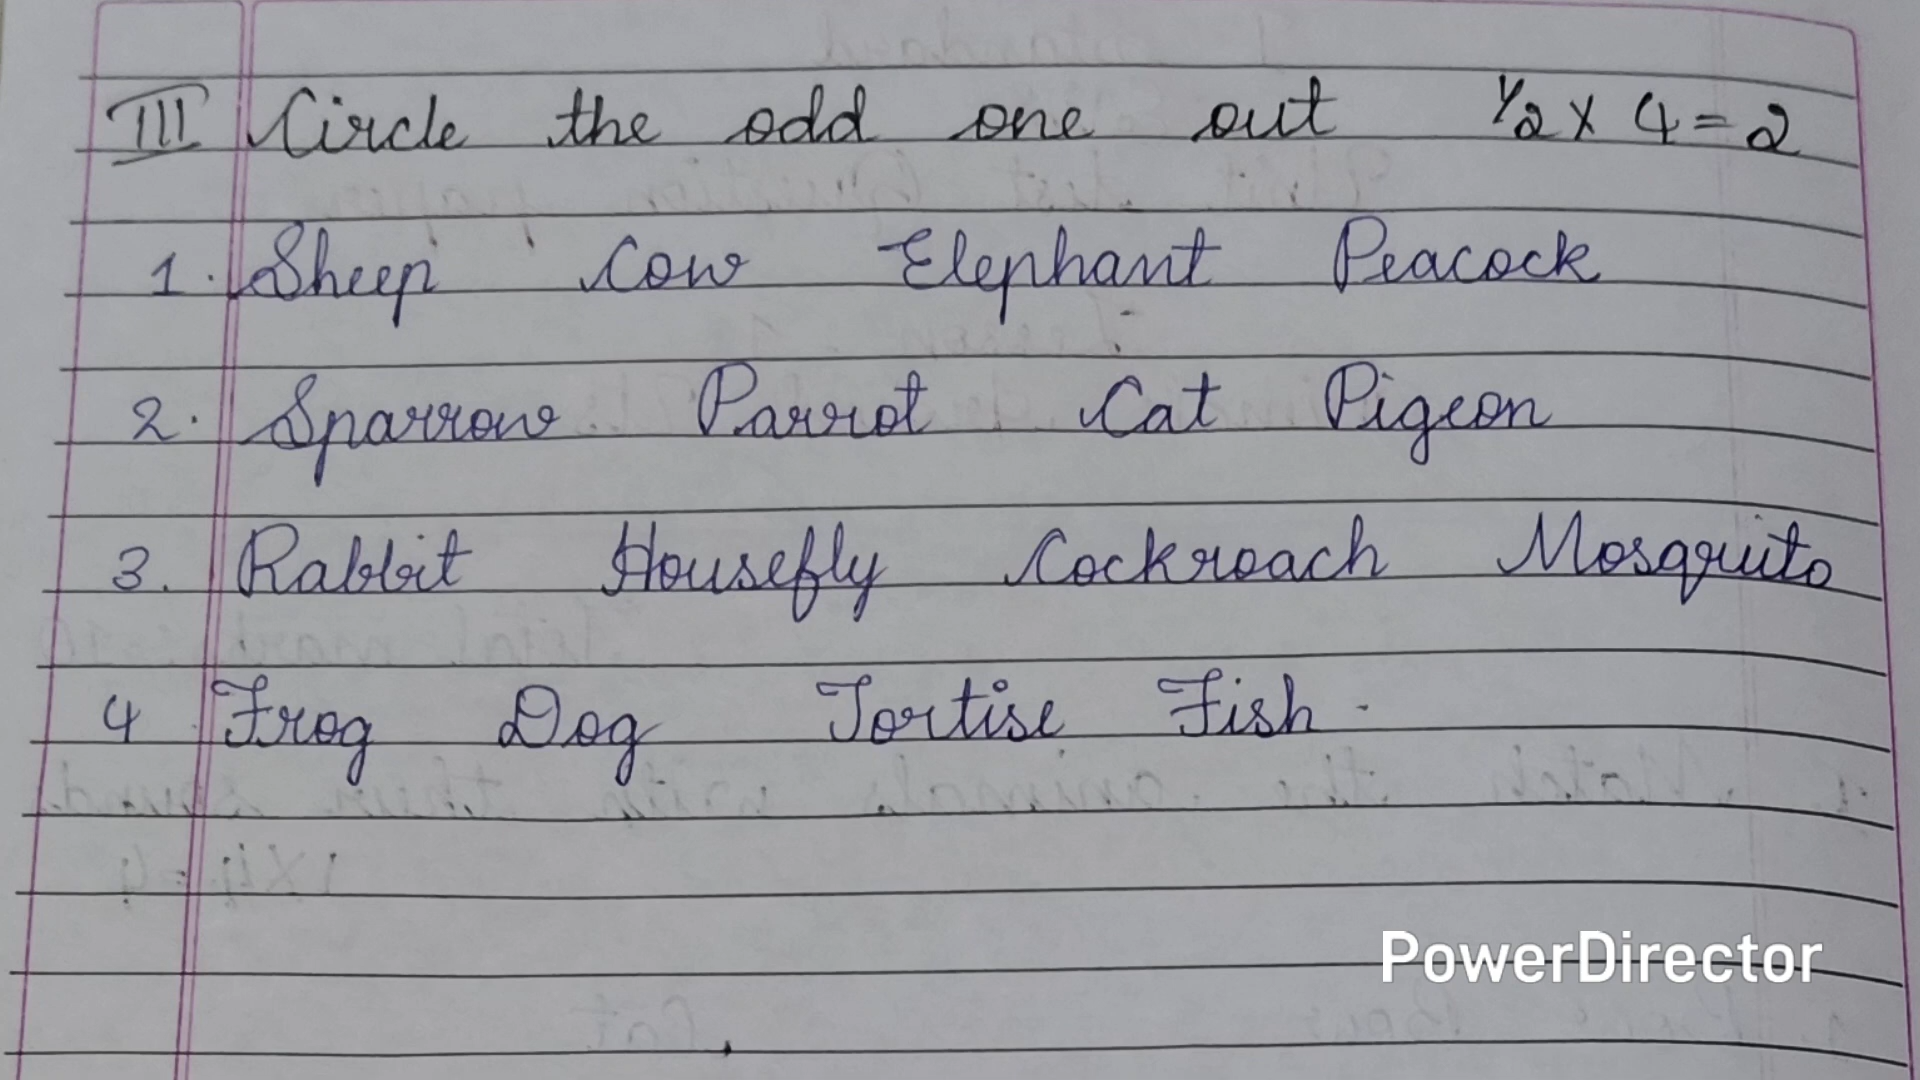 III Circle the odd one out 1/2 x 4 = 2
1. Sheep Cow Elephant Peacock
2. Sparrow Parrot Cat Pigeon
3. Rabbit Housefly Cockroach Mosquito
4 Frog Dog Tortise Fish.
PowerDirector